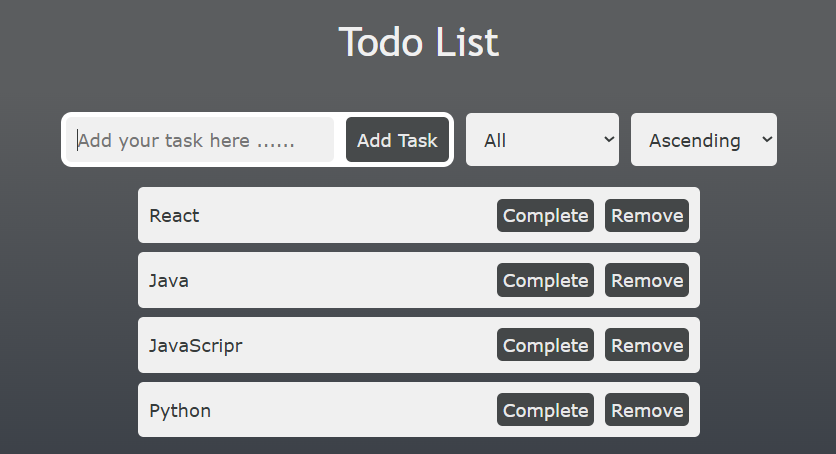 Todo List
Add your task here ...... Add Task All Ascending
React Complete Remove
Java Complete Remove
JavaScripr Complete Remove
Python Complete Remove